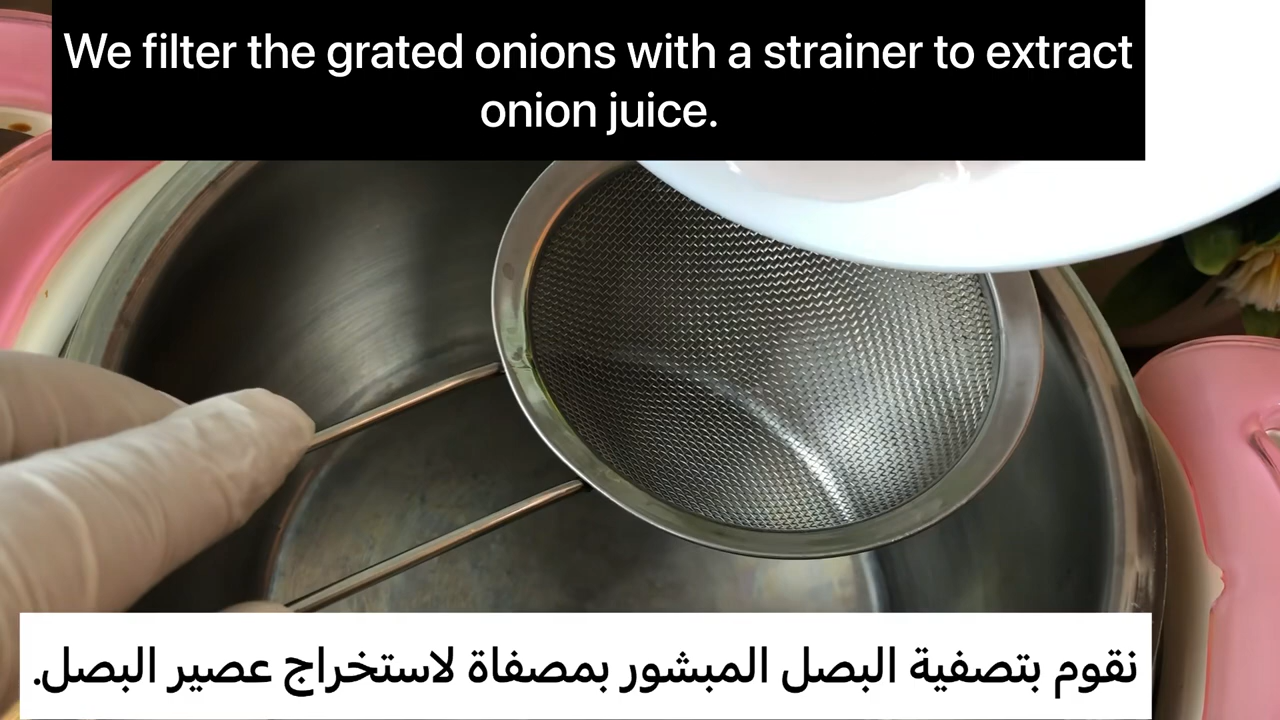 We filter the grated onions with a strainer to extract
onion juice.
نقوم بتصفية البصل المبشور بمصفاة لاستخراج عصير البصل.